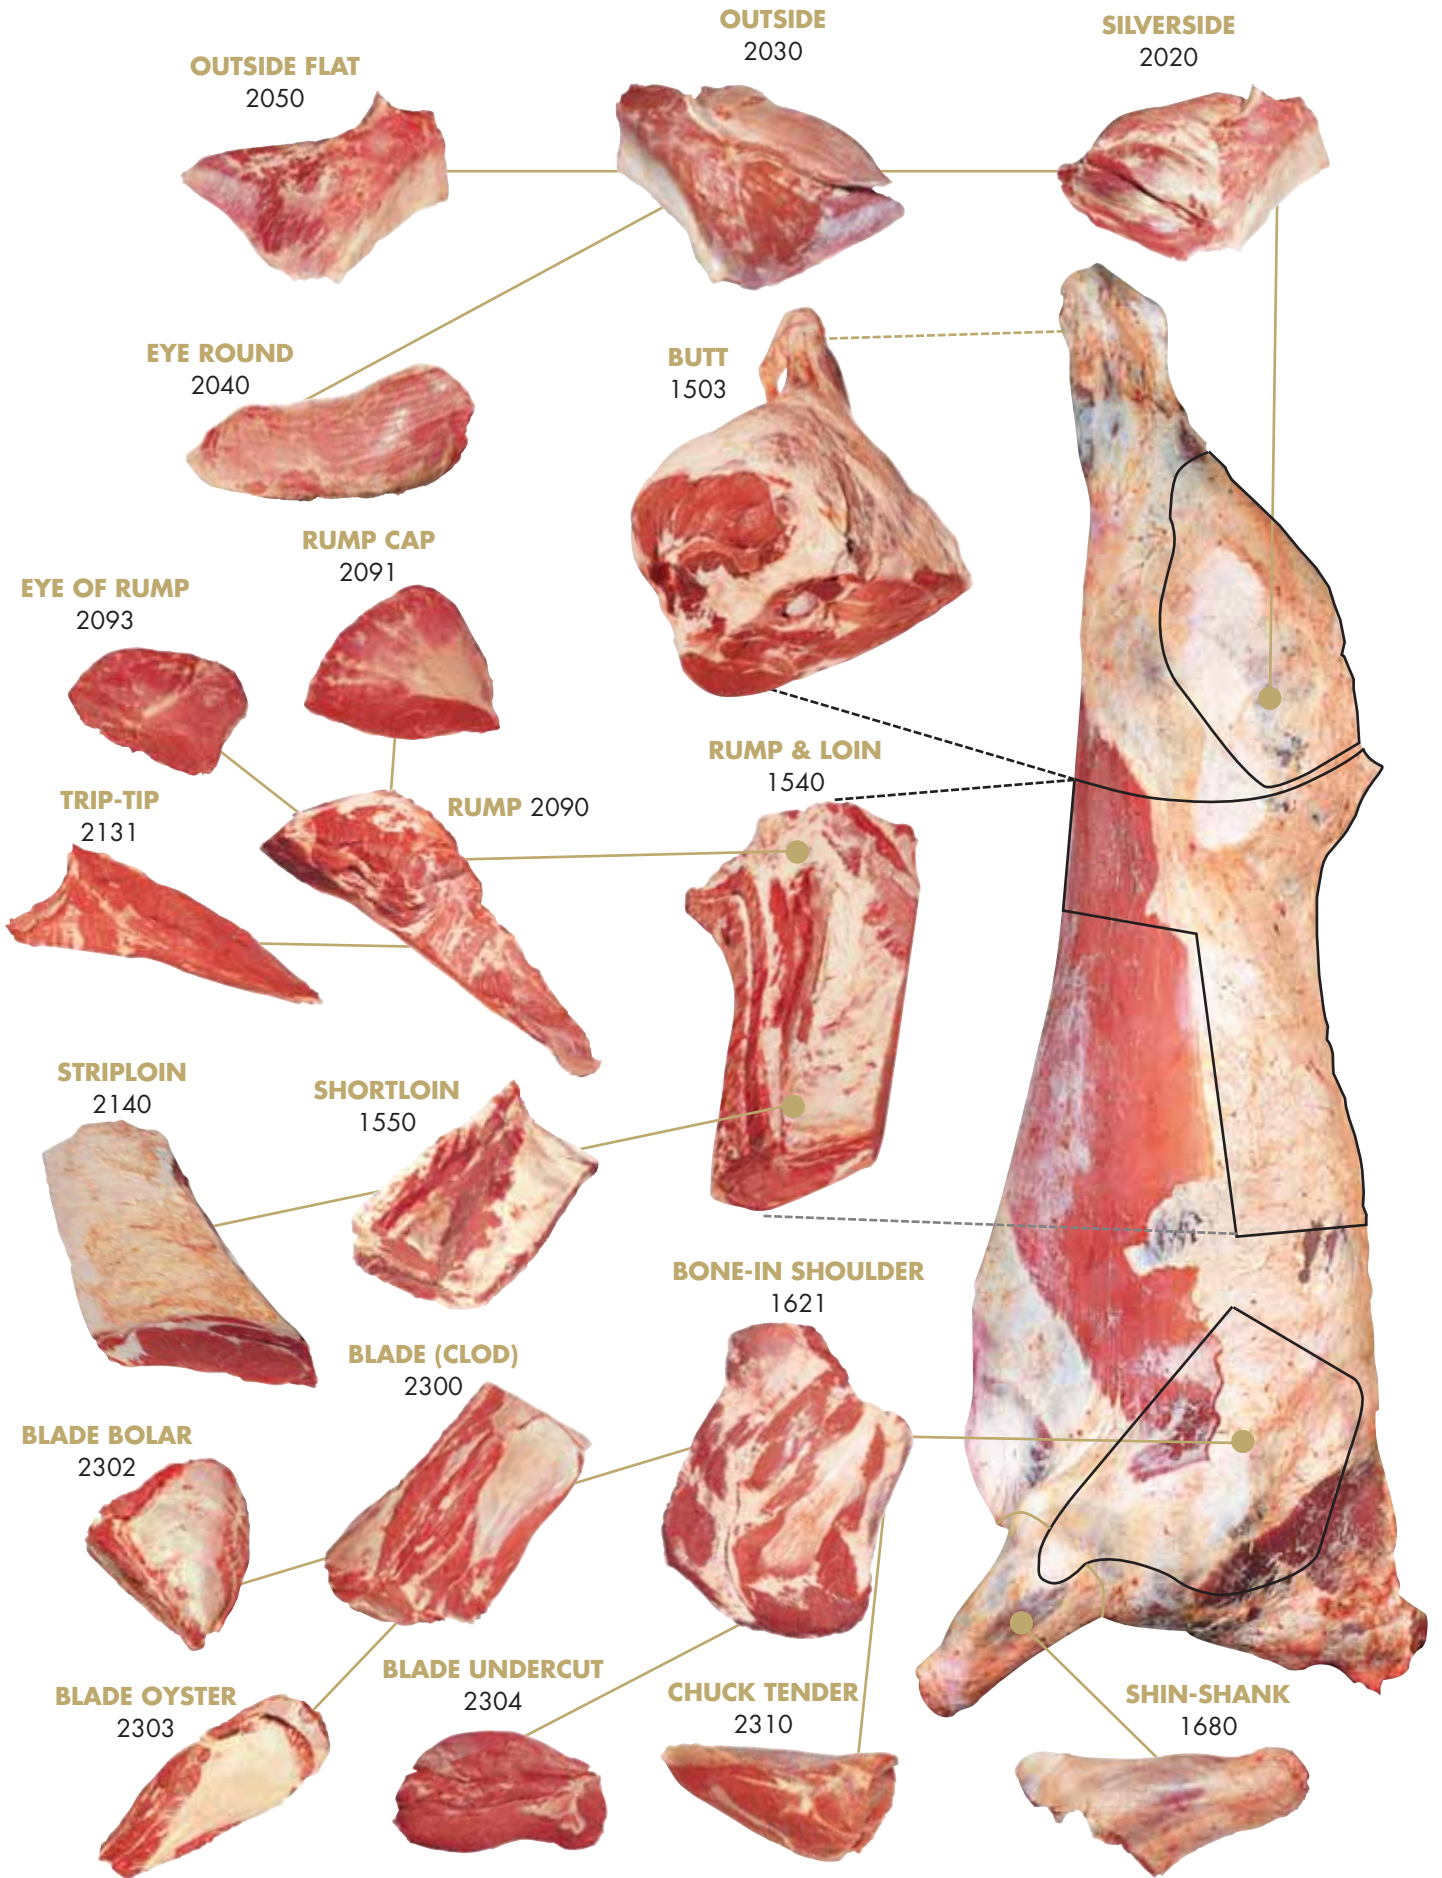 OUTSIDE
2030
SILVERSIDE
2020
OUTSIDE FLAT
2050
EYE ROUND
2040
BUTT
1503
RUMP CAP
2091
EYE OF RUMP
2093
RUMP & LOIN
1540
TRIP-TIP
2131
RUMP 2090
STRIPLOIN
2140
SHORTLOIN
1550
BONE-IN SHOULDER
1621
BLADE (CLOD)
2300
BLADE BOLAR
2302
BLADE UNDERCUT
2304
BLADE OYSTER
2303
CHUCK TENDER
2310
SHIN-SHANK
1680